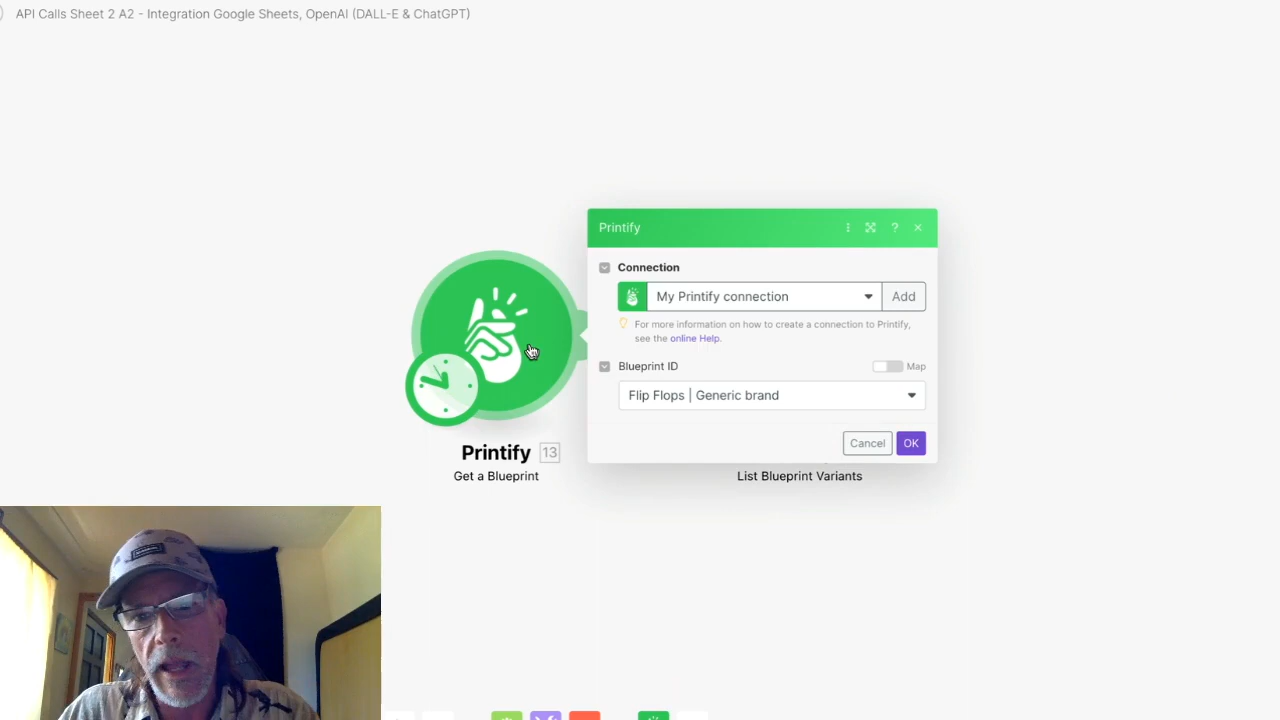 API Calls Sheet 2 A2 - Integration Google Sheets, OpenAI (DALL-E & ChatGPT)
Printify
Connection
My Printify connection
Add
For more information on how to create a connection to Printify,
see the online Help.
Blueprint ID
Map
Flip Flops | Generic brand
Cancel
OK
Printify 13
Get a Blueprint
List Blueprint Variants